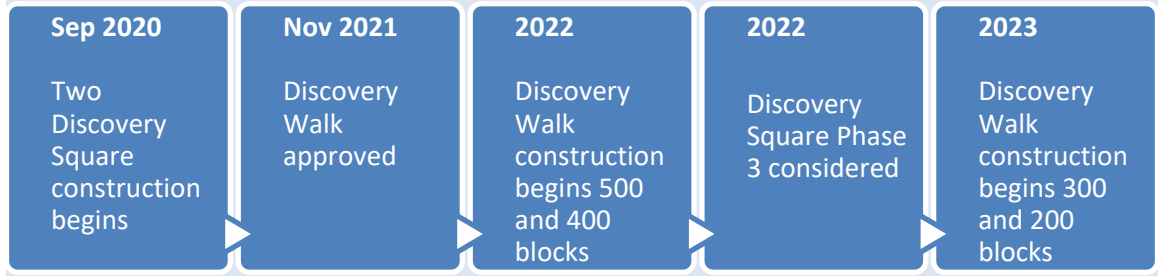 Sep 2020
Two
Discovery
Square
construction
begins
Nov 2021
Discovery
Walk
approved
2022
Discovery
Walk
construction
begins 500
and 400
blocks
2022
Discovery
Square Phase
3 considered
2023
Discovery
Walk
construction
begins 300
and 200
blocks